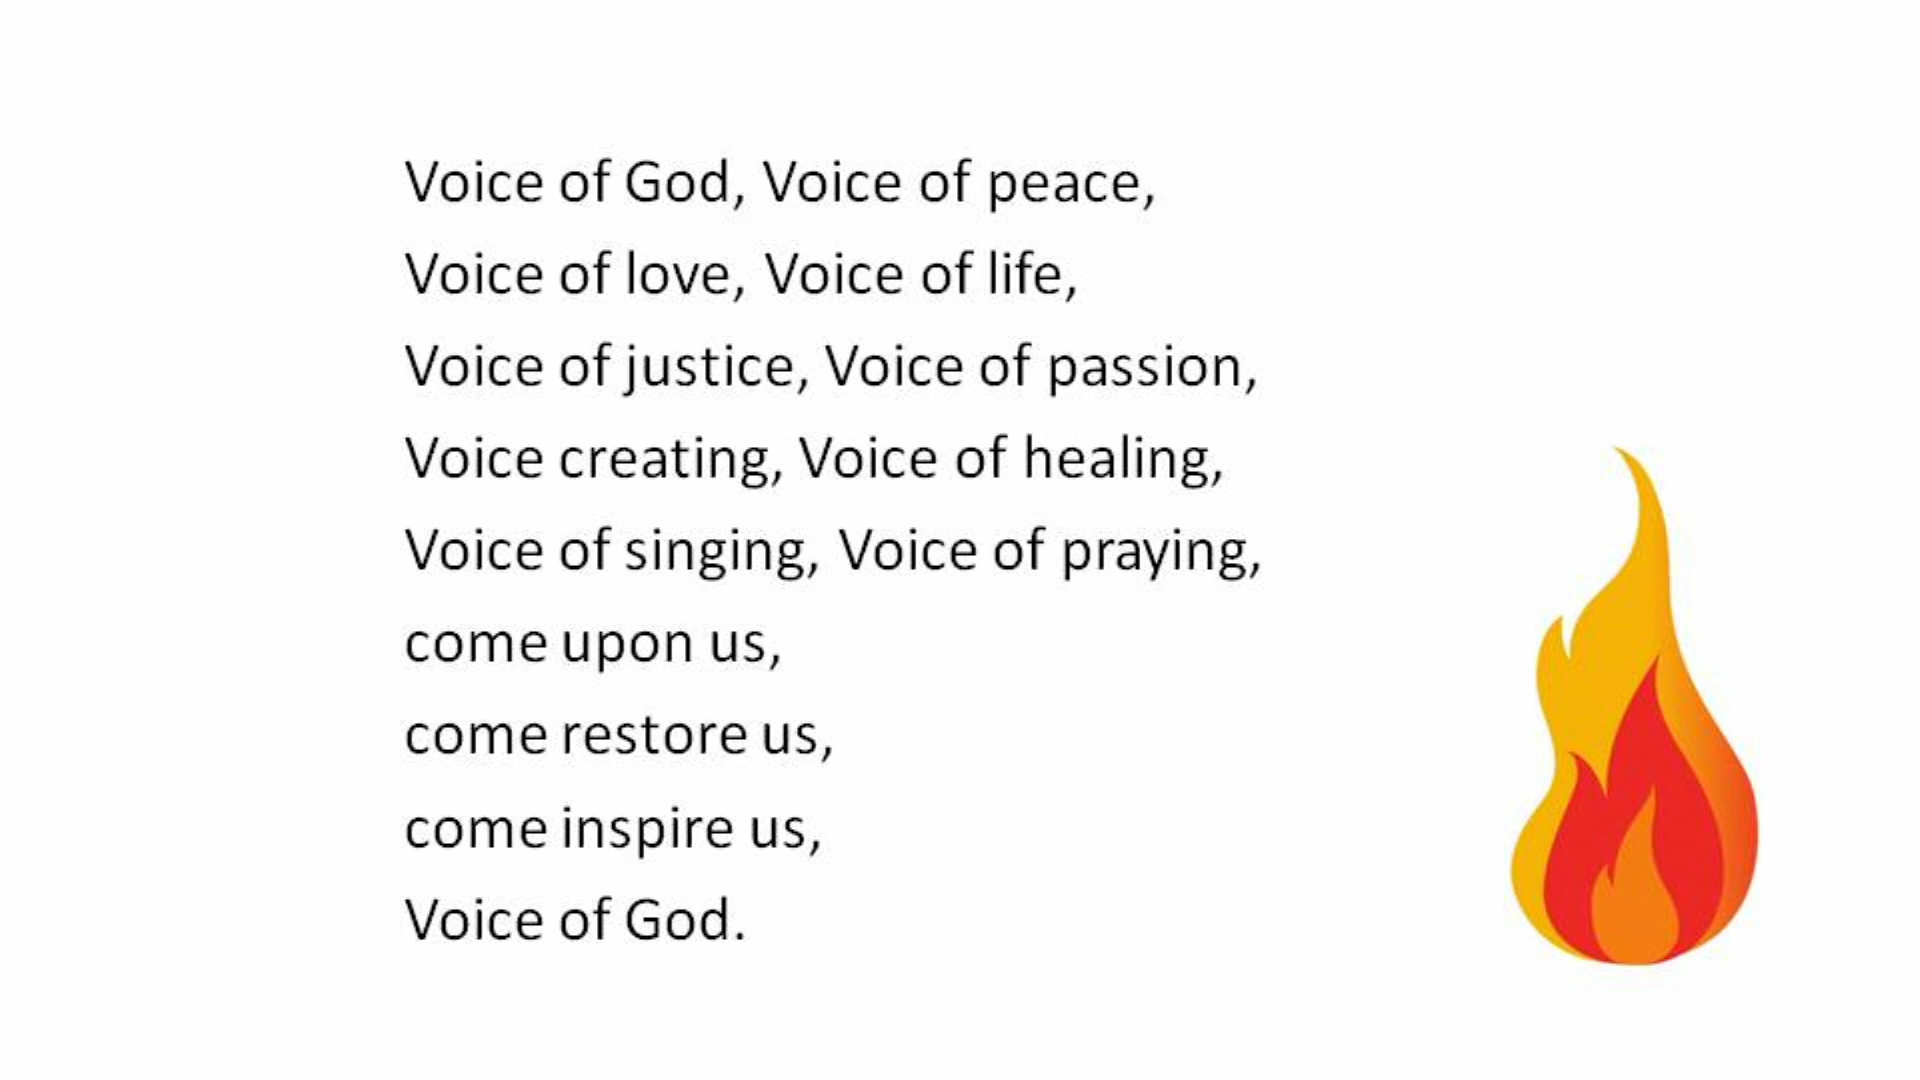 Voice of God, Voice of peace,
Voice of love, Voice of life,
Voice of justice, Voice of passion,
Voice creating, Voice of healing,
Voice of singing, Voice of praying,
come upon us,
come restore us,
come inspire us,
Voice of God.